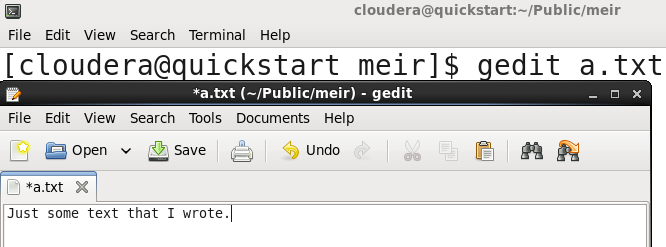 cloudera@quickstart:~/Public/meir
File Edit View Search Terminal Help
[cloudera@quickstart meir]$ gedit a.txt
*a.txt (~/Public/meir) - gedit
File Edit View Search Tools Documents Help
Open Save Undo
*a.txt
Just some text that I wrote.